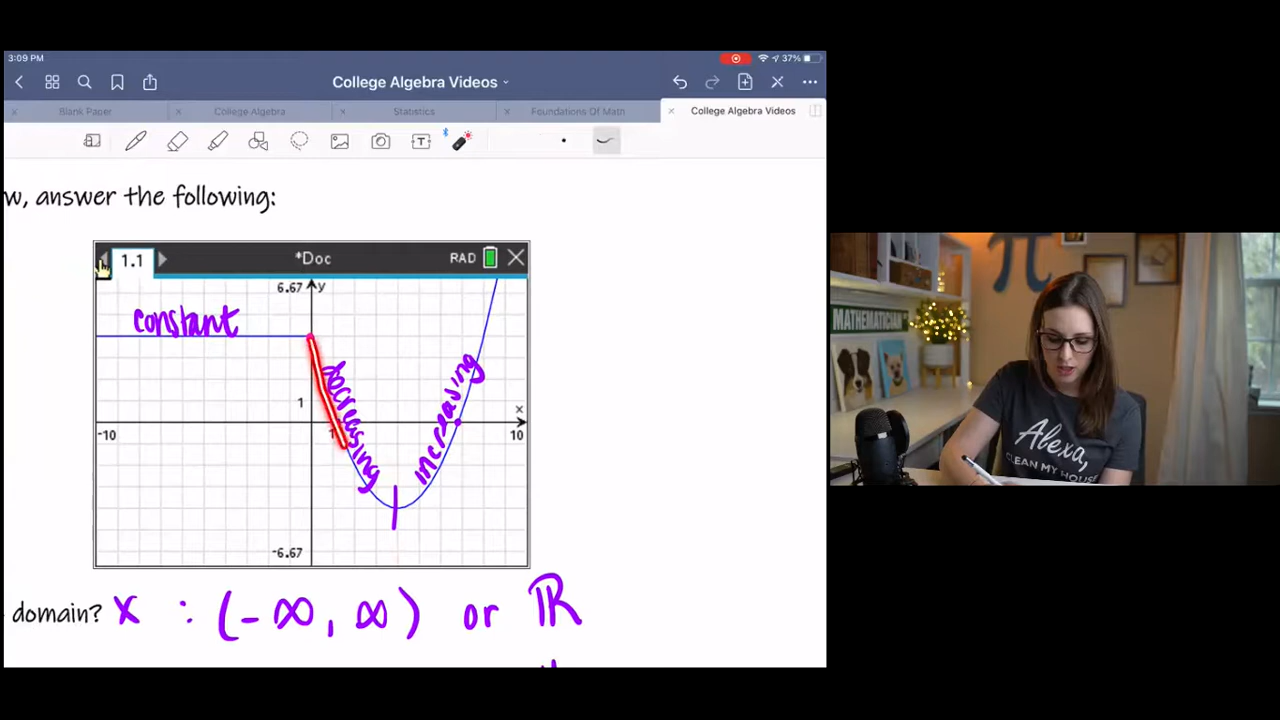 3:09 PM
37%
College Algebra Videos
Blank Paper
College Algebra
Statistics
Foundations Of Math
College Algebra Videos
T
w, answer the following:
1.1
*Doc
RAD
6.67
y
constant
decreasing
increasing
1
x
-10
1
10
-6.67
domain? x : (-∞, ∞) or ℝ
π
MATHEMATICIAN
Alexa,
CLEAN MY HOUSE